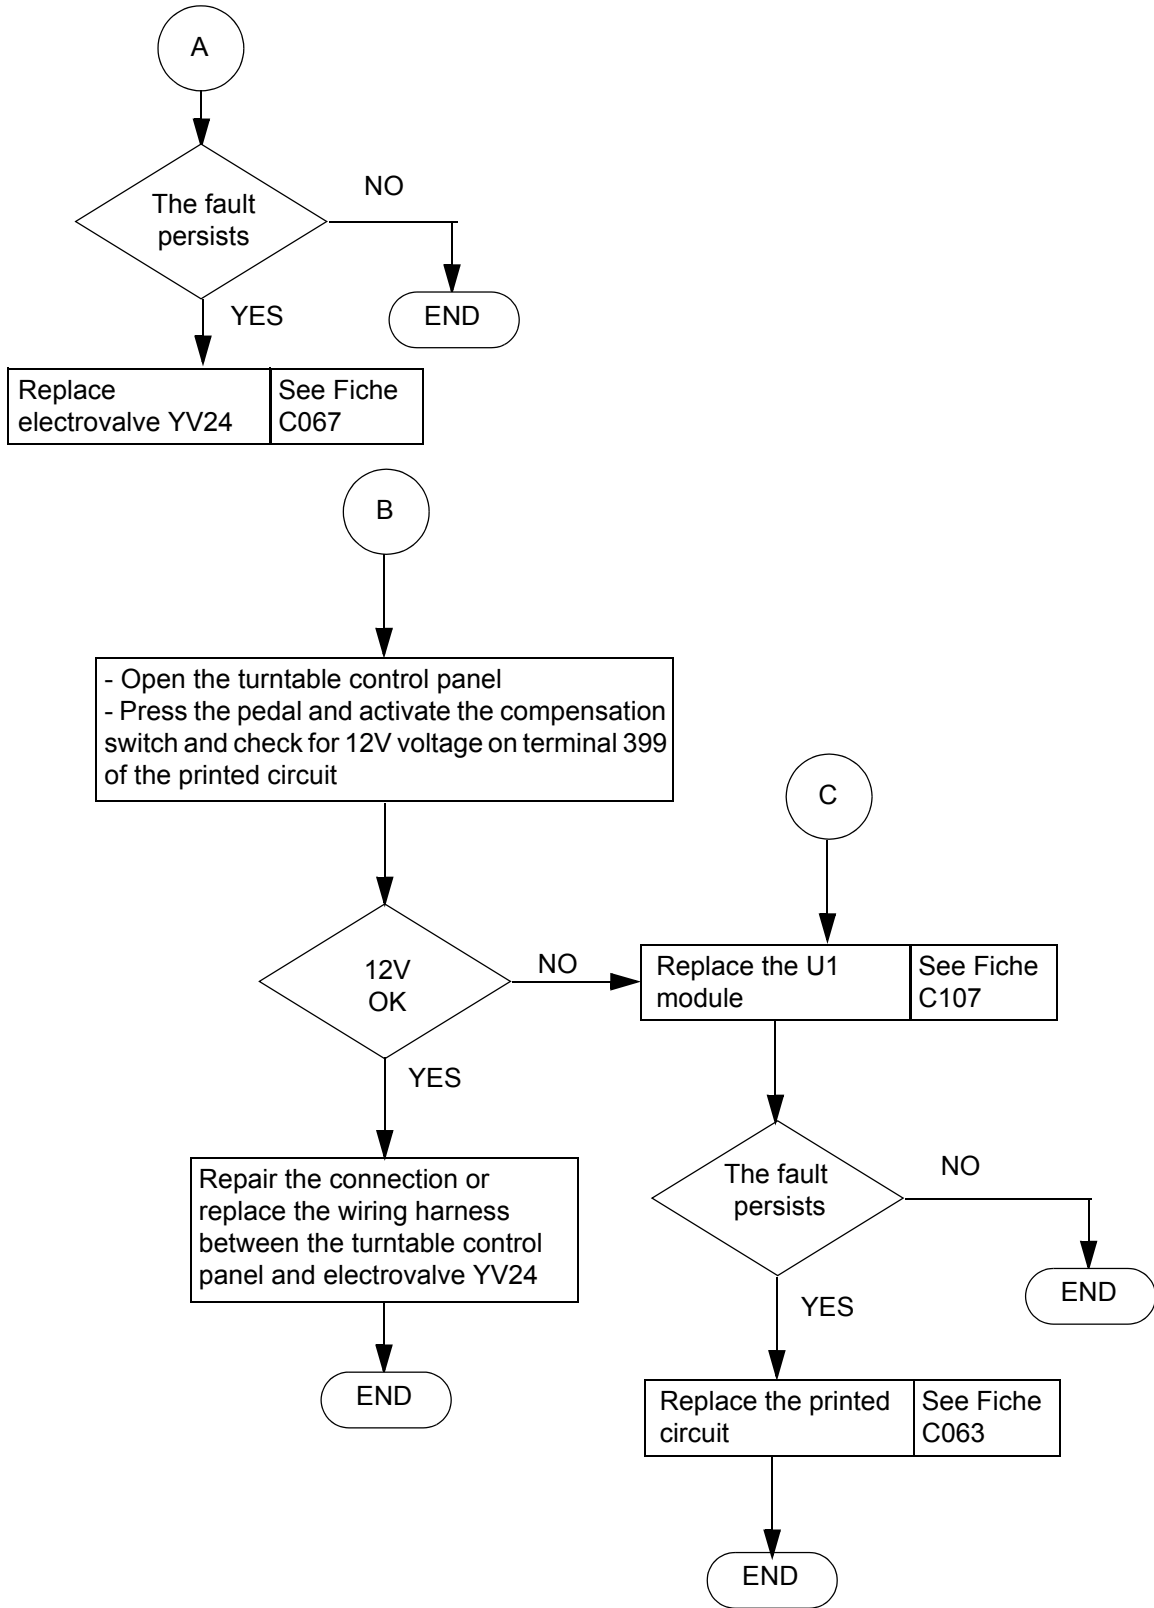 A
The fault
persists
NO
END
YES
Replace
electrovalve YV24
See Fiche
C067
B
- Open the turntable control panel
- Press the pedal and activate the compensation
switch and check for 12V voltage on terminal 399
of the printed circuit
C
12V
OK
NO
Replace the U1
module
See Fiche
C107
YES
Repair the connection or
replace the wiring harness
between the turntable control
panel and electrovalve YV24
END
The fault
persists
NO
END
YES
Replace the printed
circuit
See Fiche
C063
END